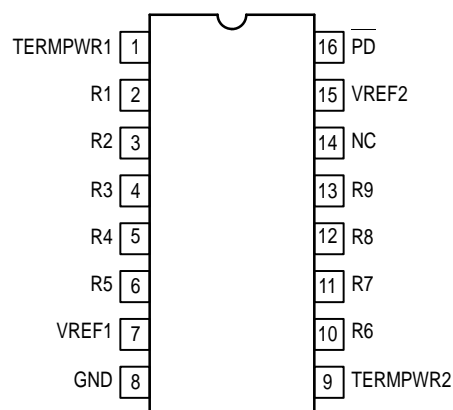 TERMPWR1 1 16 P̅D̅
R1 2 15 VREF2
R2 3 14 NC
R3 4 13 R9
R4 5 12 R8
R5 6 11 R7
VREF1 7 10 R6
GND 8 9 TERMPWR2